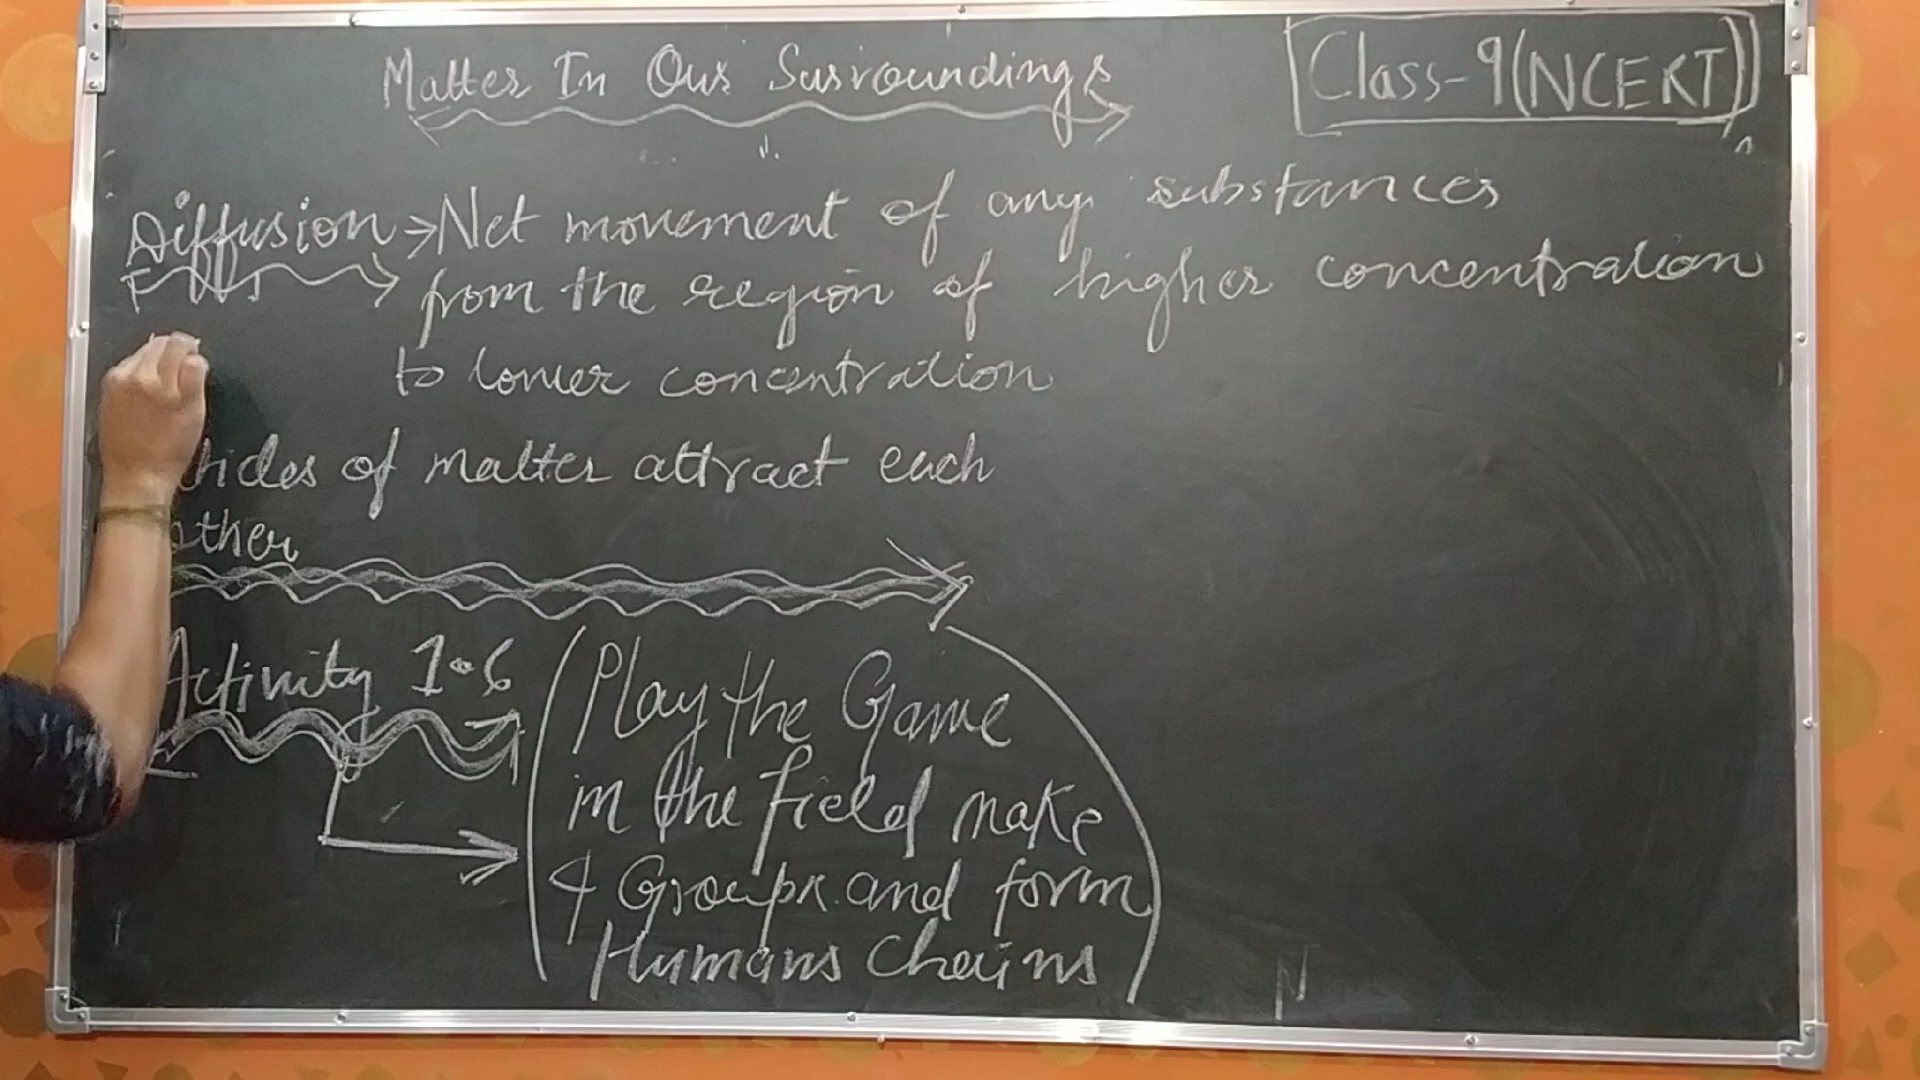 Matter In Our Surroundings
Class-9(NCERT)
Diffusion → Net movement of any substances
from the region of higher concentration
to lower concentration
ticles of matter attract each
other
Activity 1.6
(Play the Game
in the field make
4 Groups and form
Humans Chains)